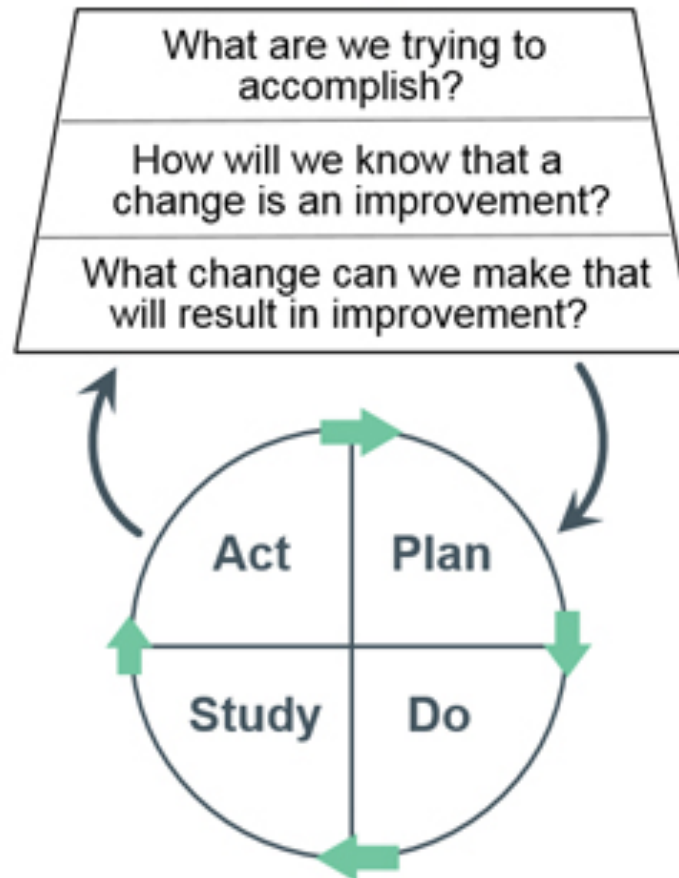 What are we trying to
accomplish?
How will we know that a
change is an improvement?
What change can we make that
will result in improvement?
Act
Plan
Study
Do